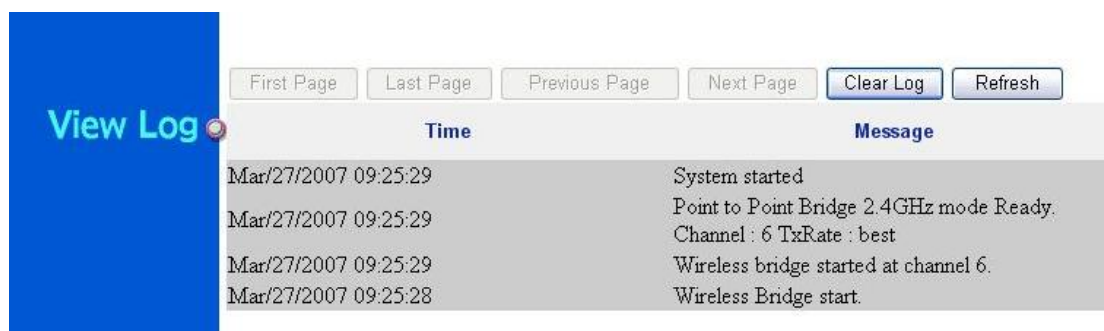 First Page Last Page Previous Page Next Page Clear Log Refresh
View Log
Time Message
Mar/27/2007 09:25:29 System started
Mar/27/2007 09:25:29 Point to Point Bridge 2.4GHz mode Ready.
Channel : 6 TxRate : best
Mar/27/2007 09:25:29 Wireless bridge started at channel 6.
Mar/27/2007 09:25:28 Wireless Bridge start.